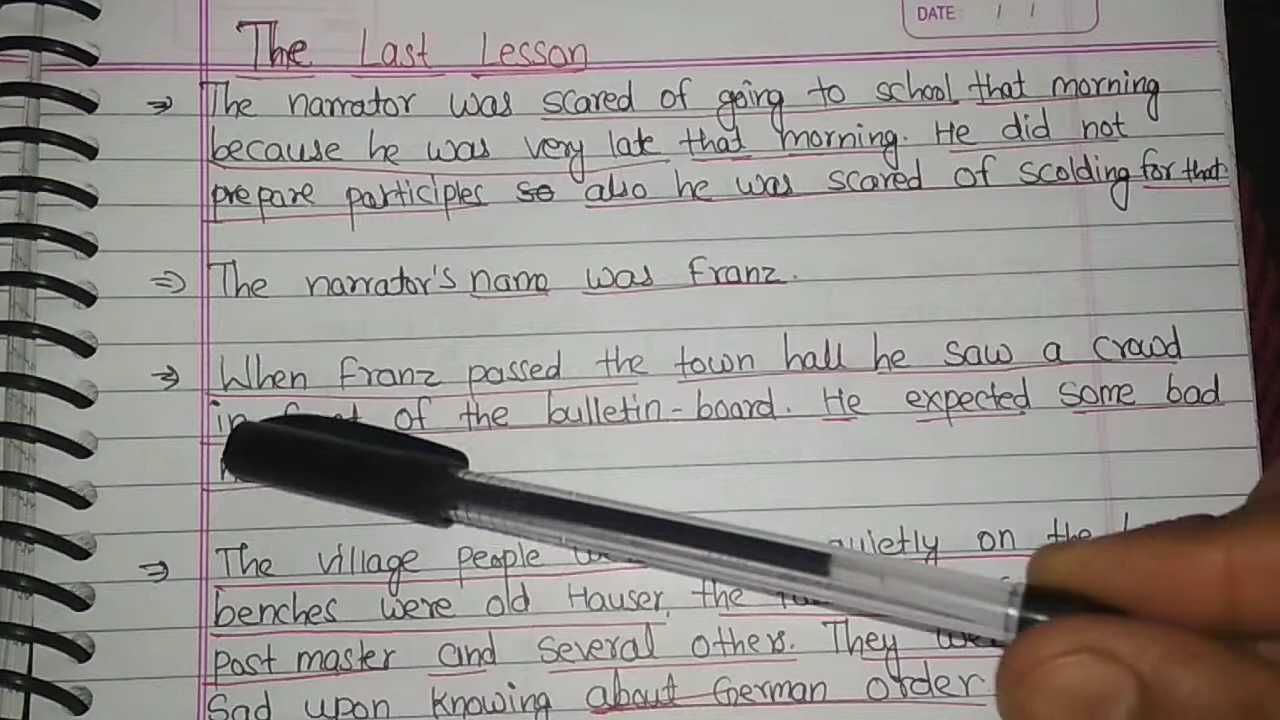 DATE / /
The Last Lesson
⇒ The narrator was scared of going to school that morning
because he was very late that morning. He did not
prepare participles so also he was scared of scolding for that
⇒ The narrator's name was Franz.
⇒ When Franz passed the town hall he saw a crowd
in of the bulletin-board. He expected some bad
⇒ The village people quietly on the
benches were old Hauser, the
post master and several others. They
Sad upon knowing about German order